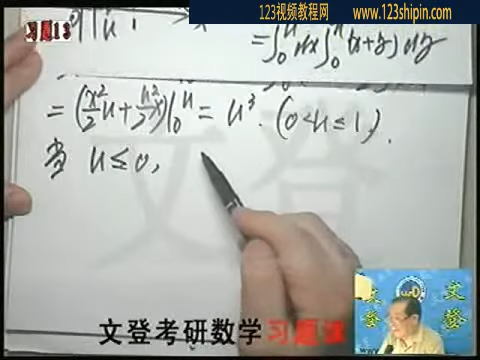 123视频教程网 www.123shipin.com
习题13
= ∫₀ᵘ dx ∫₀ᵘ (x+y) dy
= (x²/2 u + u²/2 x)|₀ᵘ = u³. (0<u≤1).
当 u≤0,
文登
文登考研数学习题课
文 登